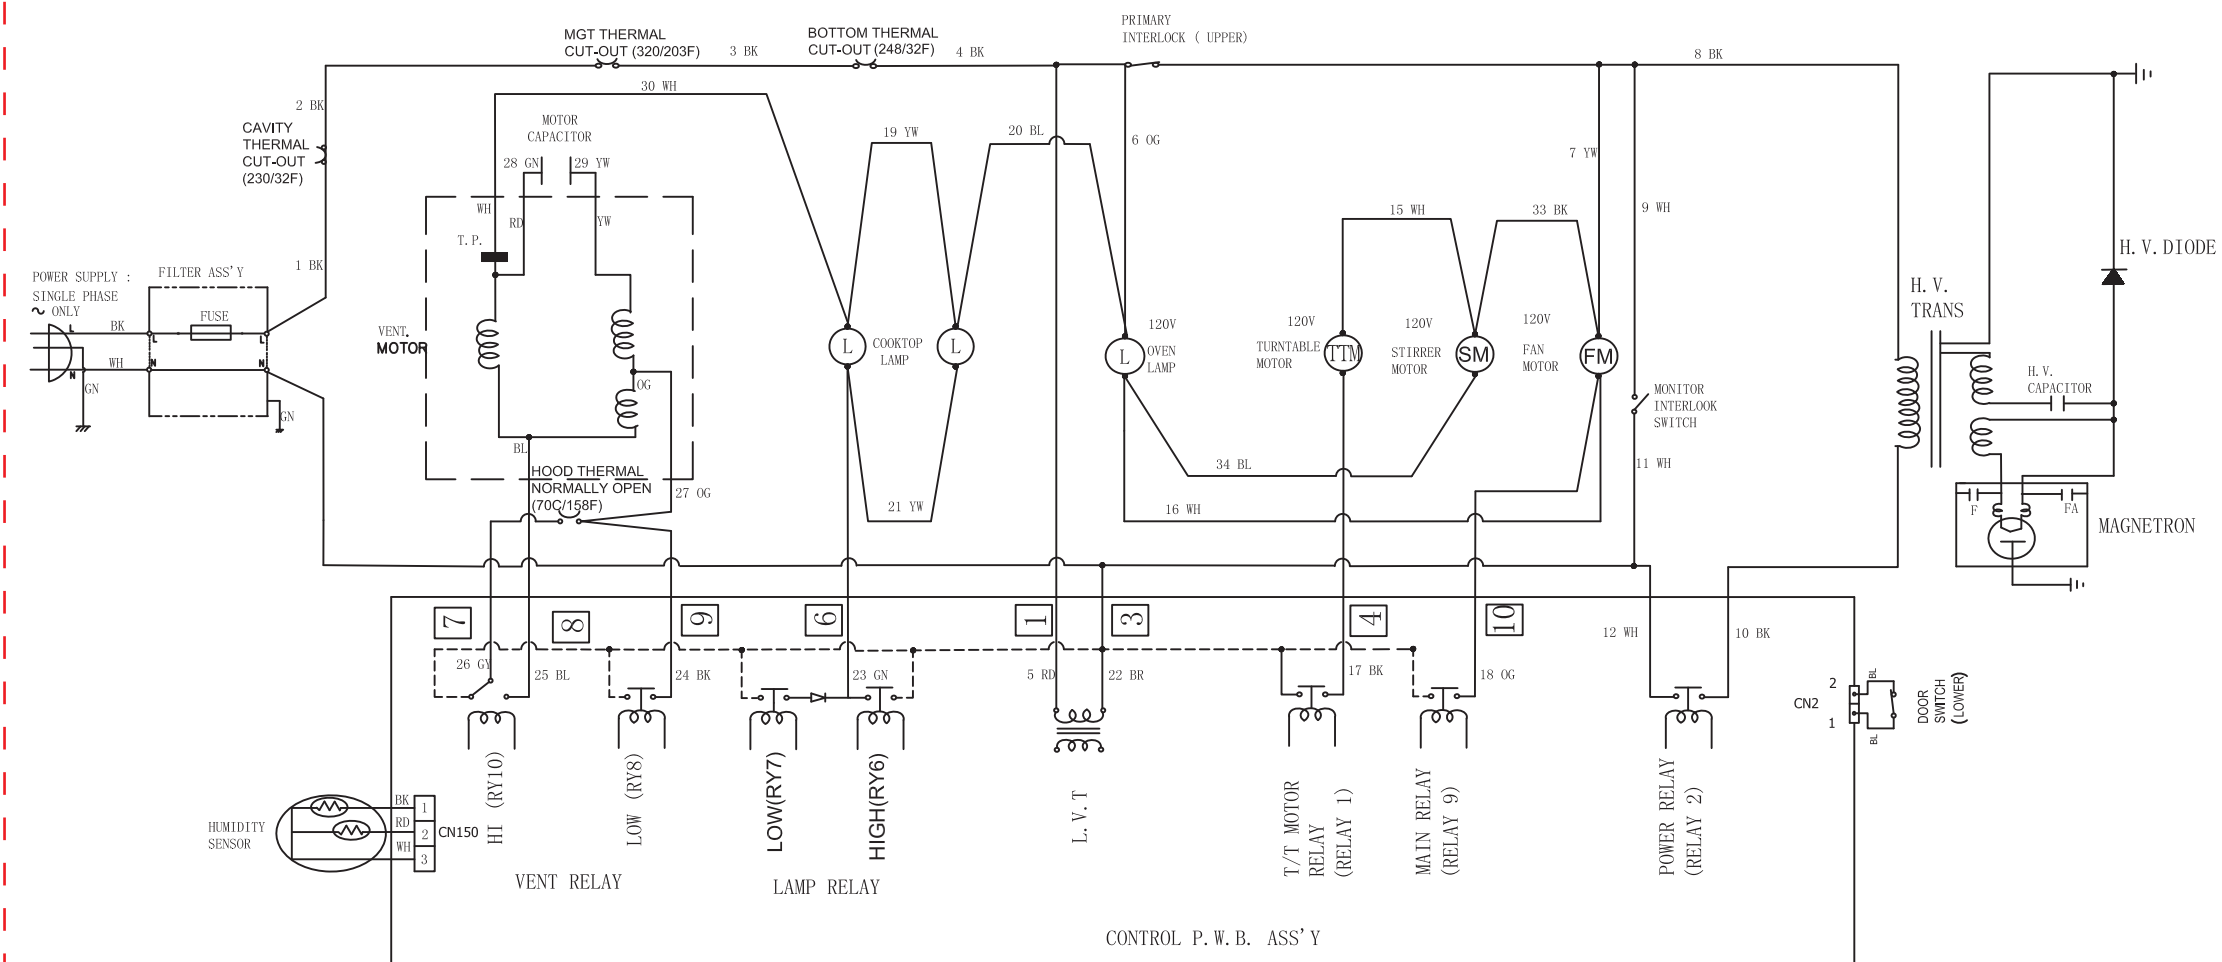 MGT THERMAL
CUT-OUT (320/203F)
3 BK
BOTTOM THERMAL
CUT-OUT (248/32F)
4 BK
PRIMARY
INTERLOCK ( UPPER)
8 BK
30 WH
2 BK
CAVITY
THERMAL
CUT-OUT
(230/32F)
MOTOR
CAPACITOR
28 GN
29 YW
19 YW
20 BL
6 OG
7 YW
15 WH
33 BK
9 WH
WH
RD
YW
T. P.
1 BK
POWER SUPPLY :
SINGLE PHASE
~ ONLY
FILTER ASS'Y
FUSE
BK
WH
L
N
L
N
L
N
GN
GN
VENT.
MOTOR
OG
BL
L
COOKTOP
LAMP
L
120V
L
OVEN
LAMP
120V
TURNTABLE
MOTOR
TTM
120V
STIRRER
MOTOR
SM
120V
FAN
MOTOR
FM
MONITOR
INTERLOOK
SWITCH
H. V.
TRANS
H. V. DIODE
H. V.
CAPACITOR
HOOD THERMAL
NORMALLY OPEN
(70C/158F)
27 OG
21 YW
34 BL
16 WH
11 WH
F
FA
MAGNETRON
7
8
9
6
1
3
4
10
12 WH
10 BK
26 GY
25 BL
24 BK
23 GN
5 RD
22 BR
17 BK
18 OG
CN2
2
1
BL
BL
DOOR
SWITCH
(LOWER)
HI (RY10)
LOW (RY8)
LOW(RY7)
HIGH(RY6)
L. V. T
T/T MOTOR
RELAY
(RELAY 1)
MAIN RELAY
(RELAY 9)
POWER RELAY
(RELAY 2)
HUMIDITY
SENSOR
BK
RD
WH
1
2
3
CN150
VENT RELAY
LAMP RELAY
CONTROL P. W. B. ASS'Y